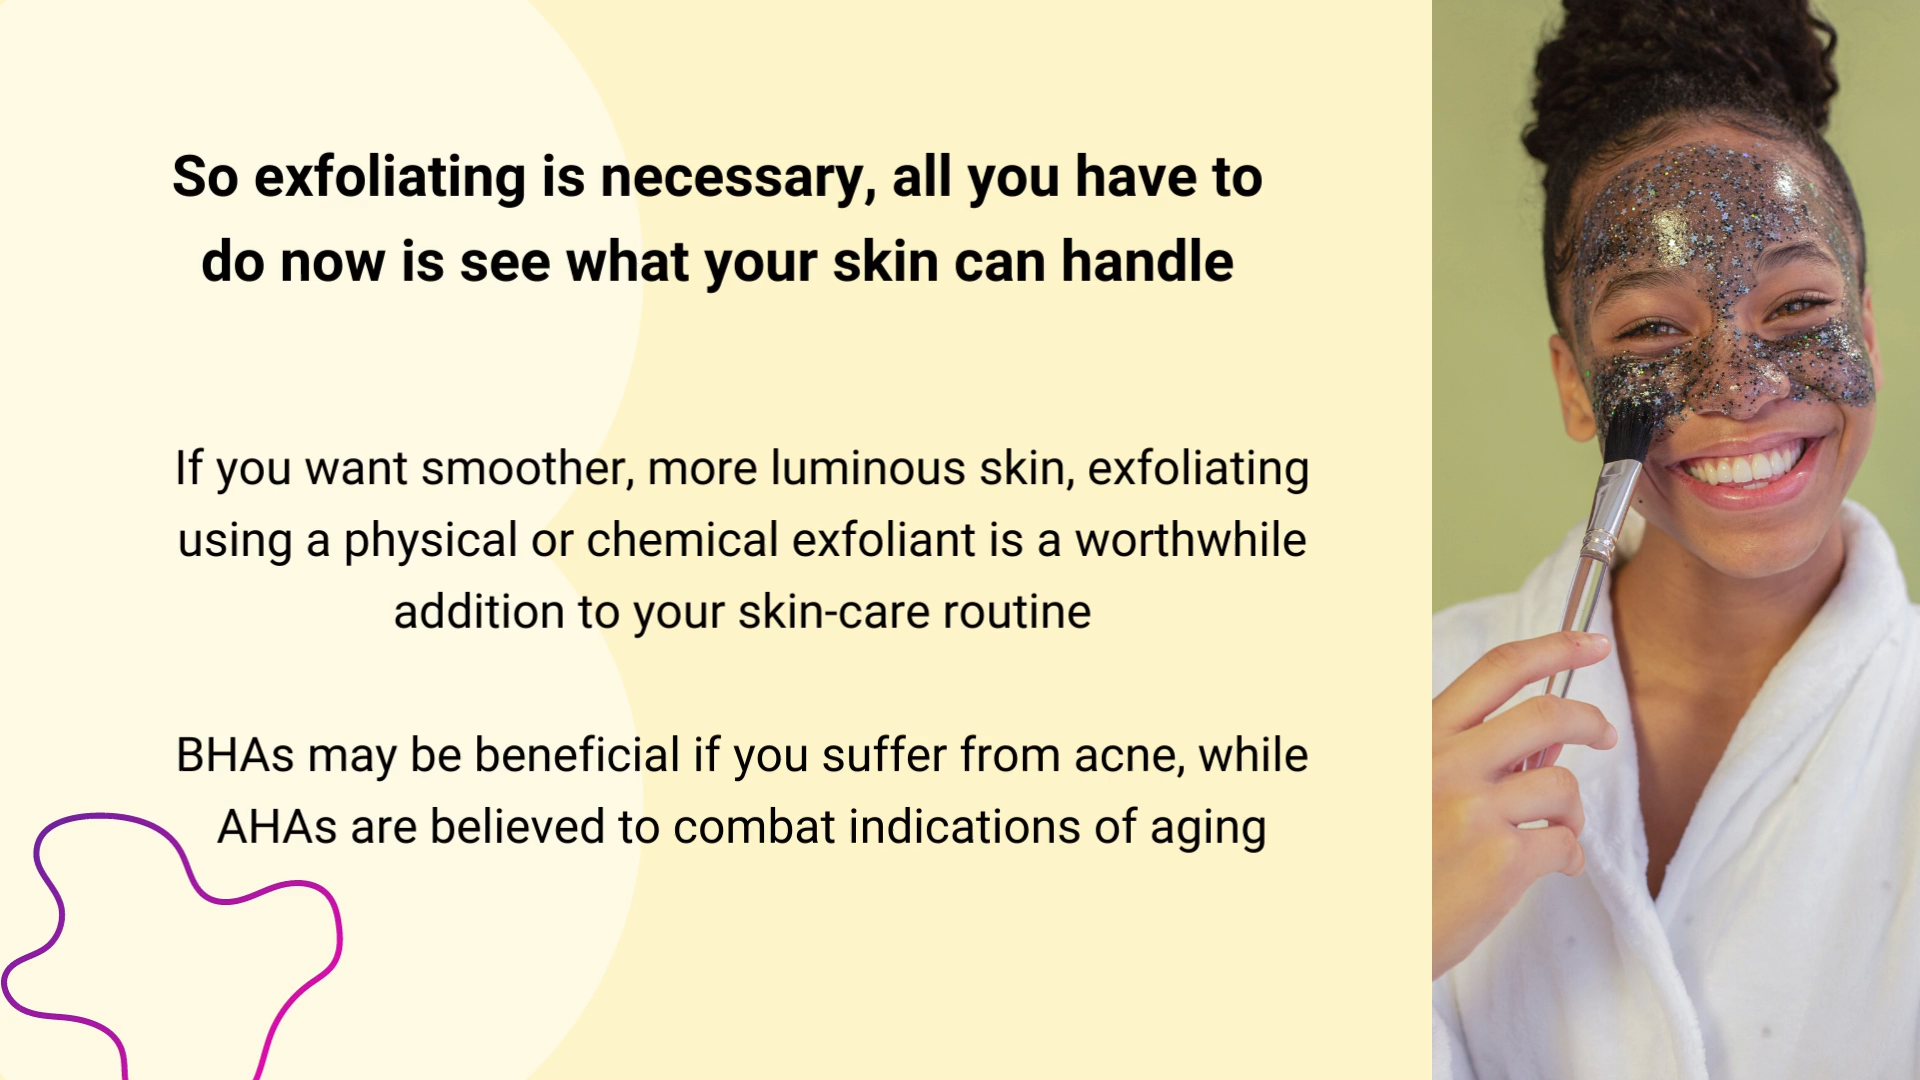 So exfoliating is necessary, all you have to
do now is see what your skin can handle
If you want smoother, more luminous skin, exfoliating
using a physical or chemical exfoliant is a worthwhile
addition to your skin-care routine
BHAs may be beneficial if you suffer from acne, while
AHAs are believed to combat indications of aging